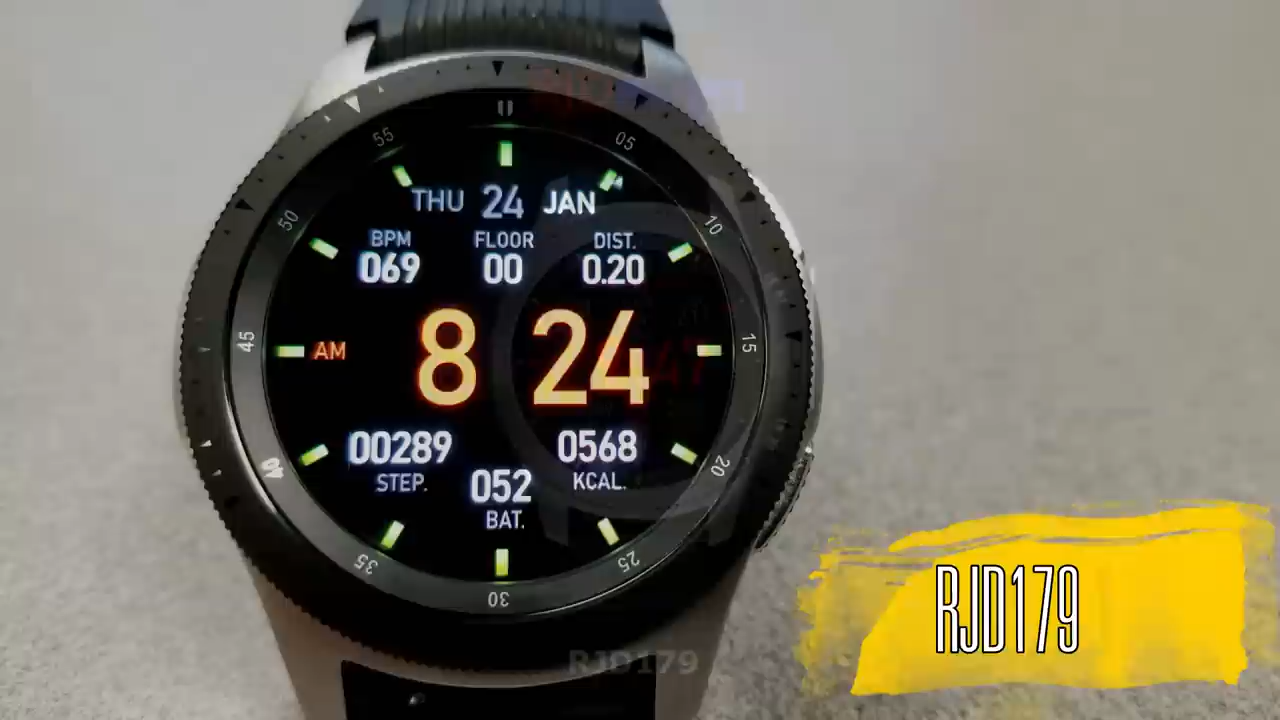 55
05
THU 24 JAN
50
10
BPM FLOOR DIST.
069 00 0.20
45
15
AM 8 24
00289 0568
STEP. KCAL.
052
BAT.
40
20
35
25
30
RJD179
RJD179